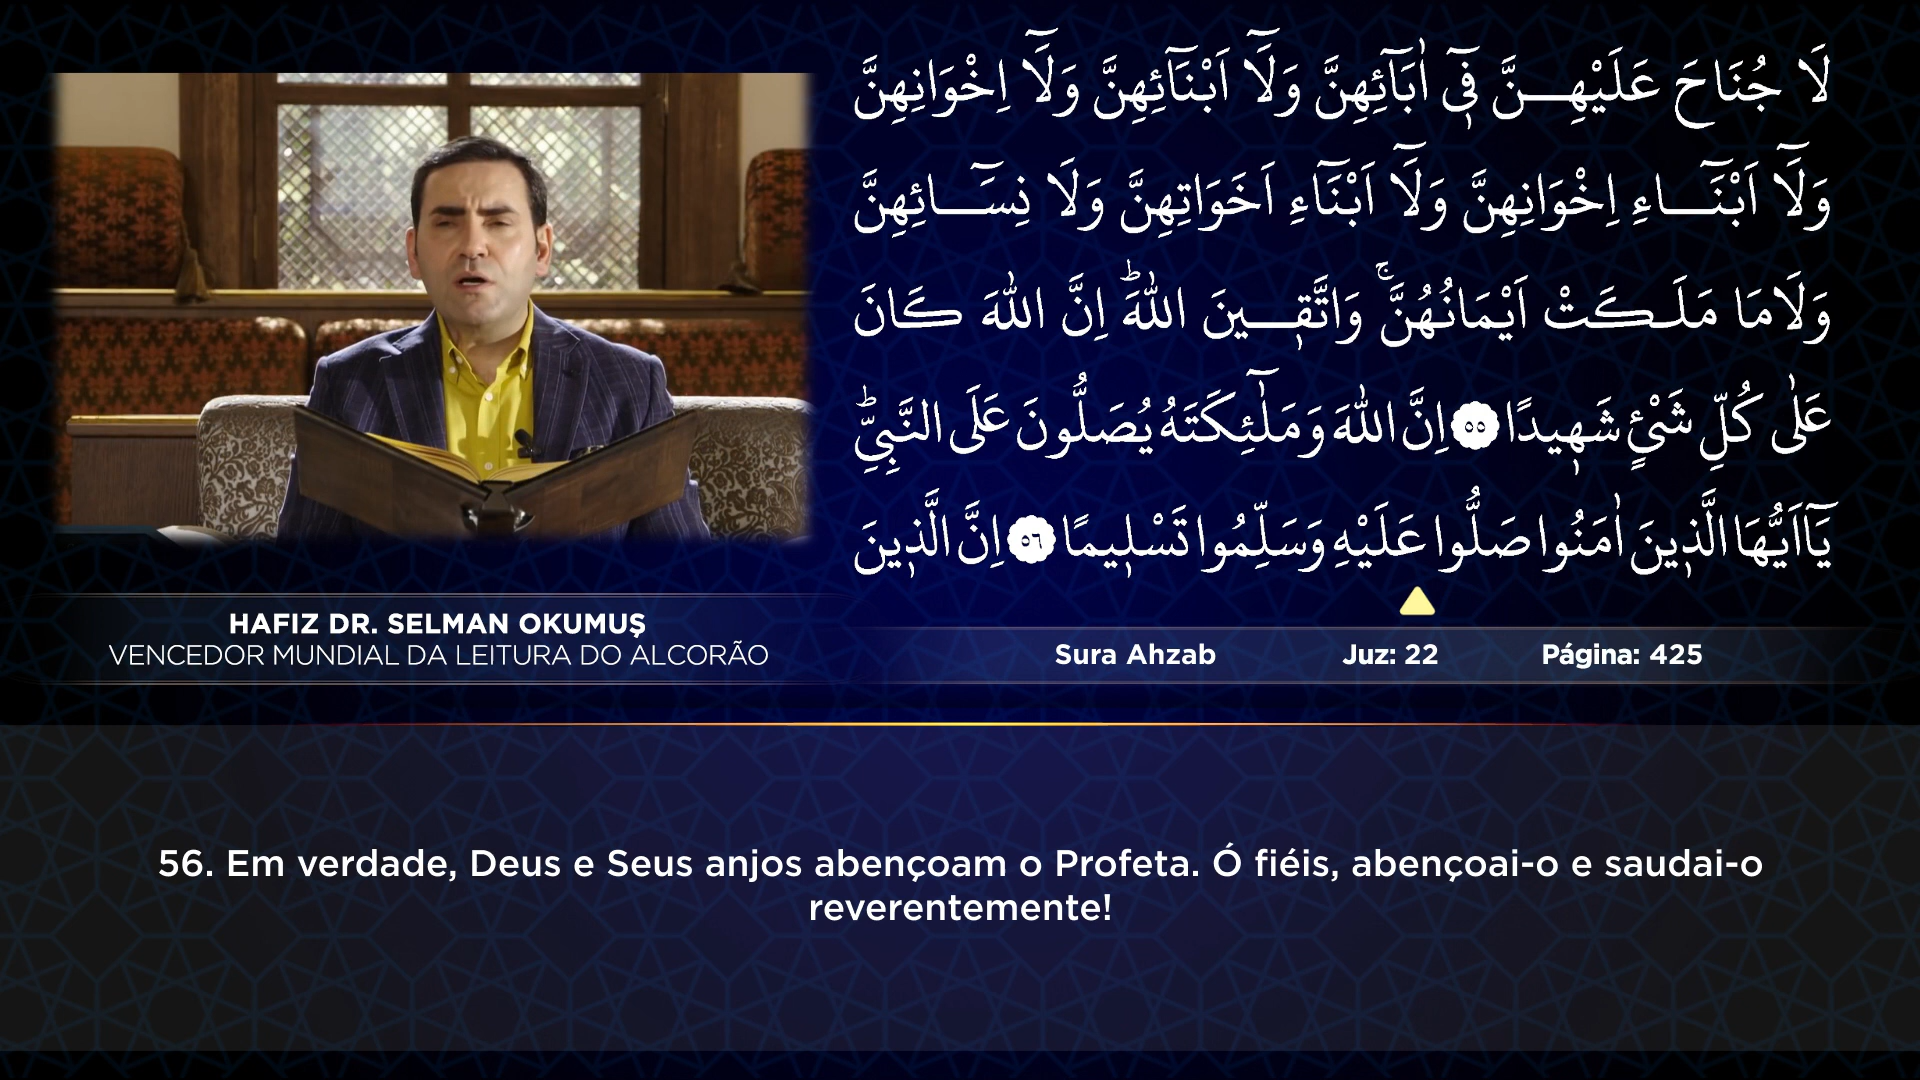 لَا جُنَاحَ عَلَيْهِنَّ فٖٓي اٰبَٓائِهِنَّ وَلَٓا اَبْنَٓائِهِنَّ وَلَٓا اِخْوَانِهِنَّ
وَلَٓا اَبْنَٓاءِ اِخْوَانِهِنَّ وَلَٓا اَبْنَٓاءِ اَخَوَاتِهِنَّ وَلَا نِسَٓائِهِنَّ
وَلَامَا مَلَكَتْ اَيْمَانُهُنَّۚ وَاتَّقٖينَ اللّٰهَؕ اِنَّ اللّٰهَ كَانَ
عَلٰى كُلِّ شَيْءٍ شَهٖيدًا ٥٥ اِنَّ اللّٰهَ وَمَلٰٓئِكَتَهُ يُصَلُّونَ عَلَى النَّبِيِّؕ
يَٓااَيُّهَا الَّذٖينَ اٰمَنُوا صَلُّوا عَلَيْهِ وَسَلِّمُوا تَسْلٖيمًا ٥٦ اِنَّ الَّذٖينَ
HAFIZ DR. SELMAN OKUMUŞ
VENCEDOR MUNDIAL DA LEITURA DO ALCORÃO
Sura Ahzab Juz: 22 Página: 425
56. Em verdade, Deus e Seus anjos abençoam o Profeta. Ó fiéis, abençoai-o e saudai-o
reverentemente!